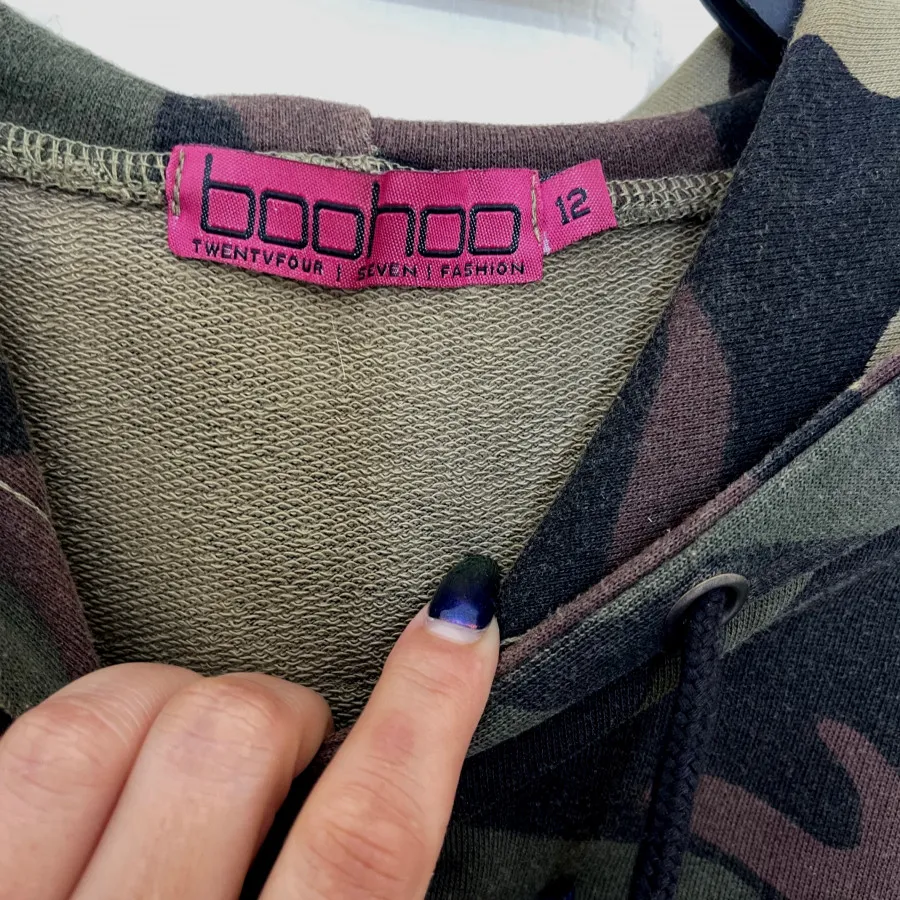 boohoo
TWENTYFOUR | SEVEN | FASHION
12